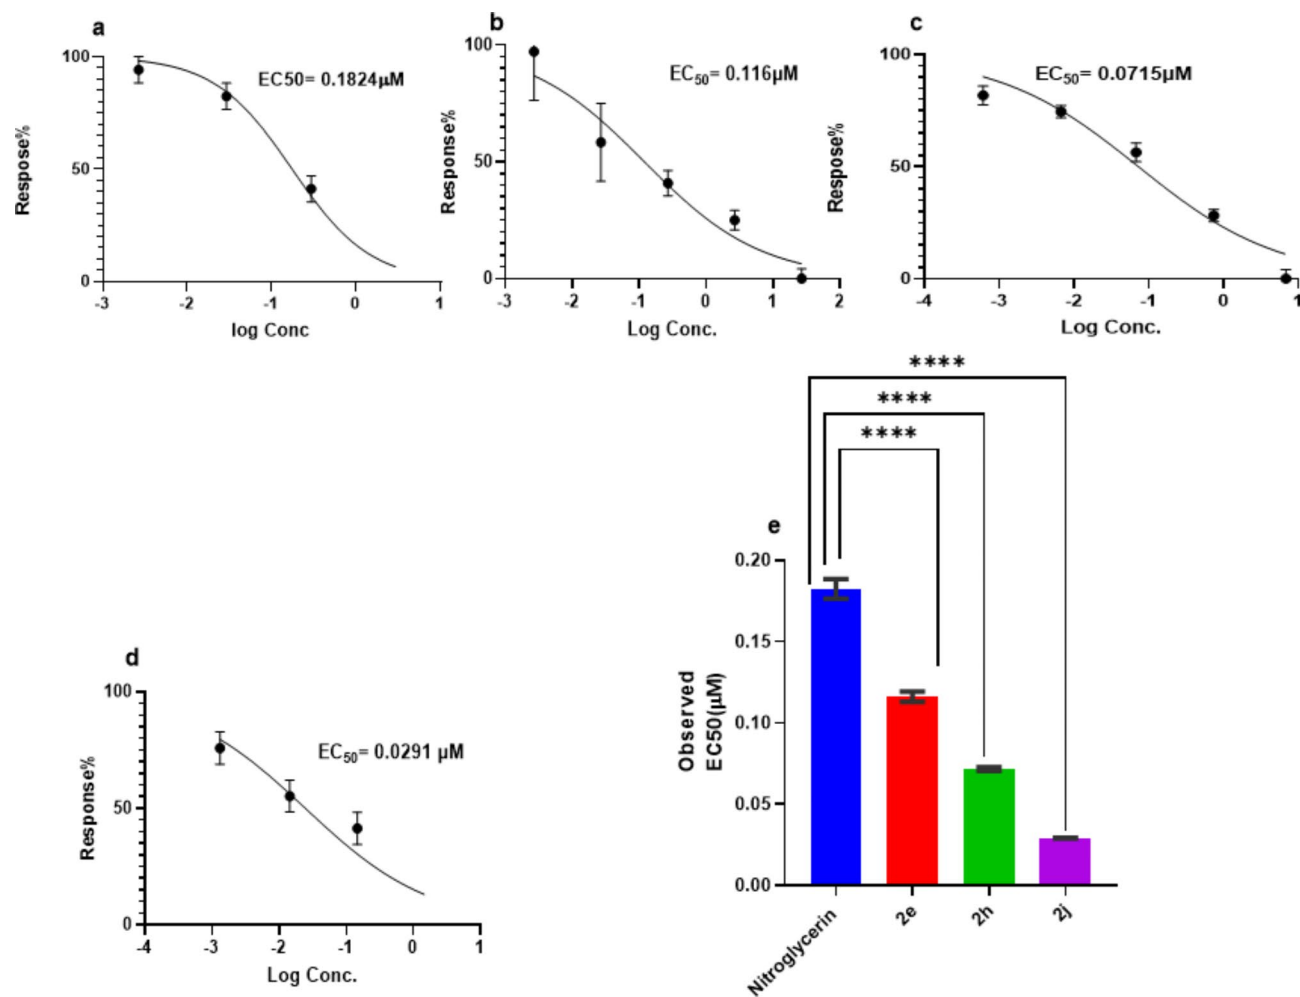 a
100
50
0
-3
-2
-1
0
1
Respose%
log Conc
EC50= 0.1824µM
b
100
50
0
-3
-2
-1
0
1
2
Response%
Log Conc.
EC50= 0.116µM
c
100
50
0
-4
-3
-2
-1
0
1
Response%
Log Conc.
EC50= 0.0715µM
d
100
50
0
-4
-3
-2
-1
0
1
Response%
Log Conc.
EC50= 0.0291 µM
e
****
****
****
0.20
0.15
0.10
0.05
0.00
Observed
EC50(µM)
Nitroglycerin
2e
2h
2j